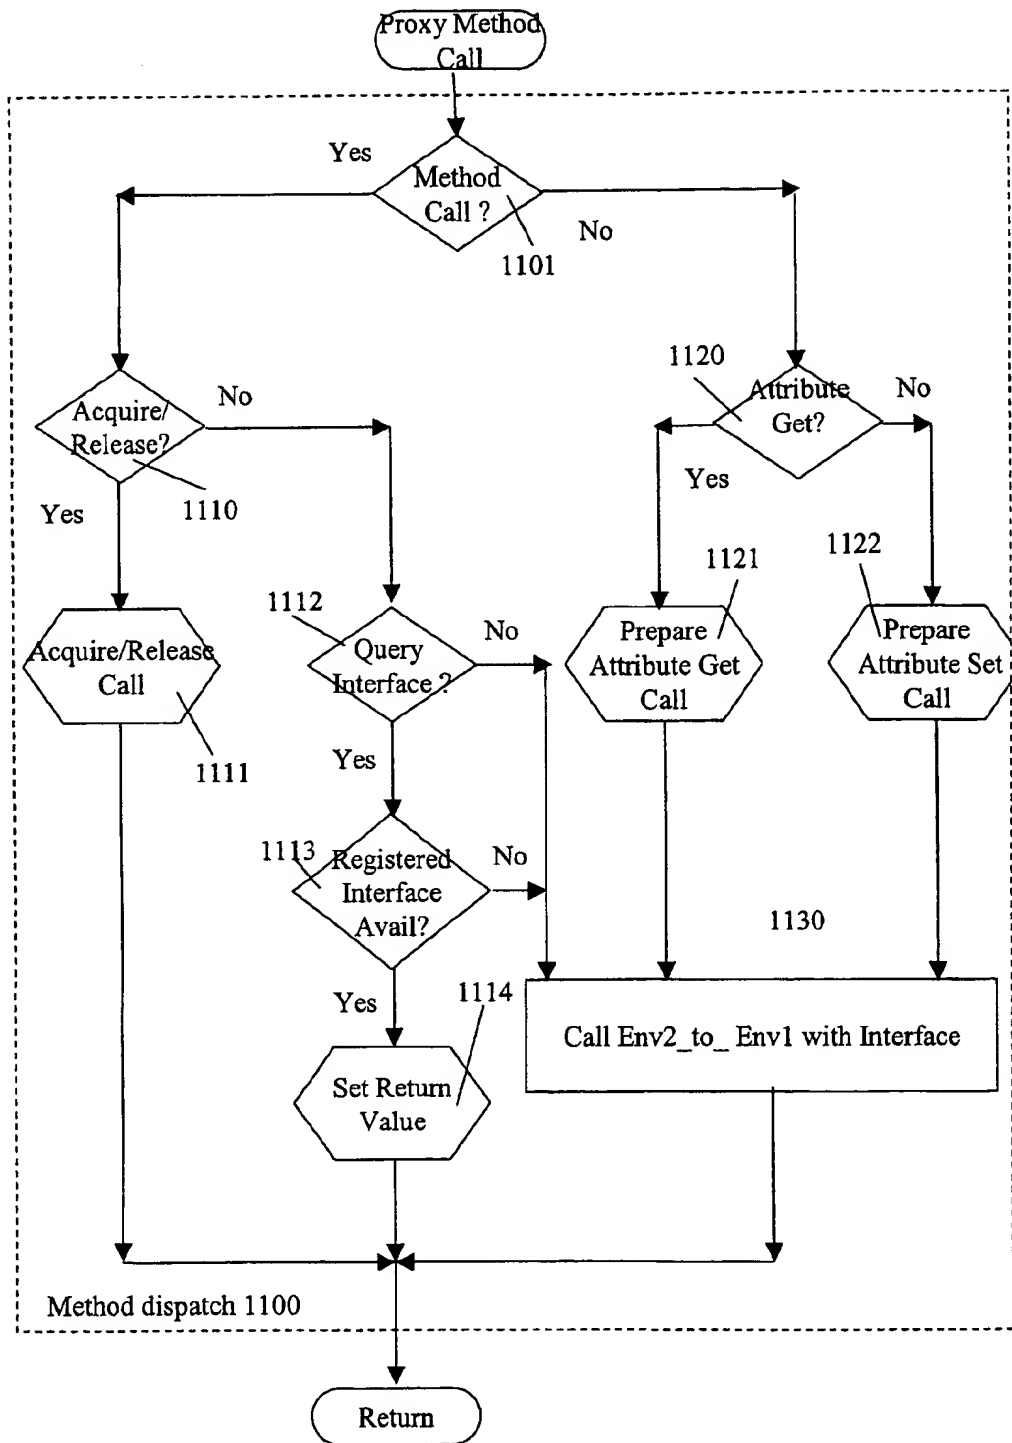 Proxy Method
Call
Yes
Method
Call ?
No
1101
1120
Attribute
Get?
No
Yes
Acquire/
Release?
No
1110
Yes
1121
1122
1112
Query
Interface ?
No
Prepare
Attribute Get
Call
Prepare
Attribute Set
Call
Acquire/Release
Call
1111
Yes
1113
Registered
Interface
Avail?
No
1130
Yes
1114
Call Env2_to_ Env1 with Interface
Set Return
Value
Method dispatch 1100
Return